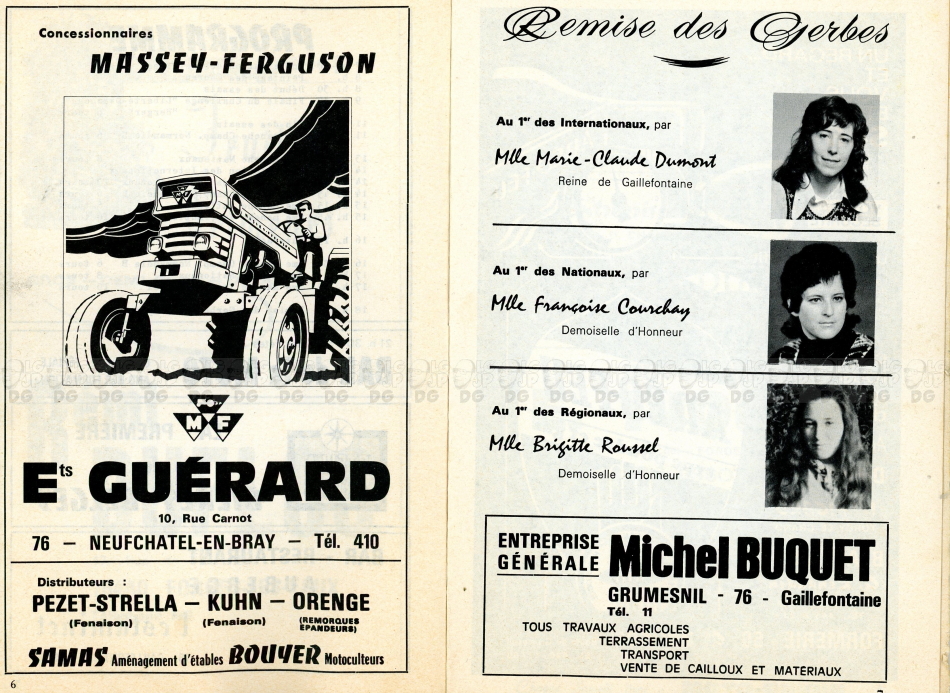 Concessionnaires
MASSEY-FERGUSON
MF
Ets GUÉRARD
10, Rue Carnot
76 — NEUFCHATEL-EN-BRAY — Tél. 410
Distributeurs :
PEZET-STRELLA — KUHN — ORENGE
(Fenaison) (Fenaison) (REMORQUES
ÉPANDEURS)
SAMAS Aménagement d'étables BOUYER Motoculteurs
6
Remise des Gerbes
Au 1er des Internationaux, par
Mlle Marie-Claude Dumont
Reine de Gaillefontaine
Au 1er des Nationaux, par
Mlle Françoise Courchay
Demoiselle d'Honneur
Au 1er des Régionaux, par
Mlle Brigitte Roussel
Demoiselle d'Honneur
ENTREPRISE
GÉNÉRALE
Michel BUQUET
GRUMESNIL - 76 - Gaillefontaine
Tél. 11
TOUS TRAVAUX AGRICOLES
TERRASSEMENT
TRANSPORT
VENTE DE CAILLOUX ET MATÉRIAUX